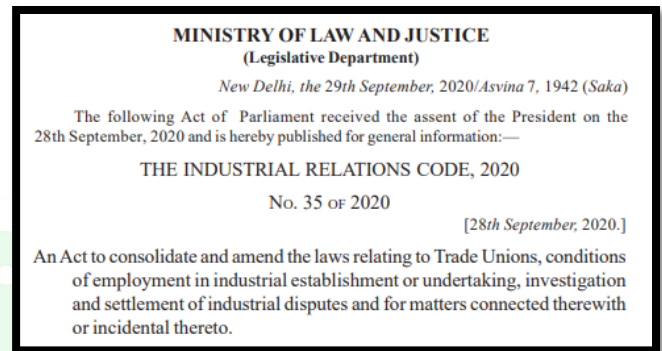 MINISTRY OF LAW AND JUSTICE
(Legislative Department)
New Delhi, the 29th September, 2020/Asvina 7, 1942 (Saka)
The following Act of Parliament received the assent of the President on the
28th September, 2020 and is hereby published for general information:—
THE INDUSTRIAL RELATIONS CODE, 2020
NO. 35 OF 2020
[28th September, 2020.]
An Act to consolidate and amend the laws relating to Trade Unions, conditions
of employment in industrial establishment or undertaking, investigation
and settlement of industrial disputes and for matters connected therewith
or incidental thereto.